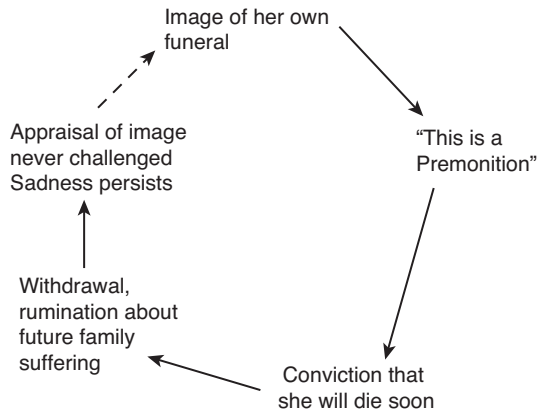 Image of her own
funeral
“This is a
Premonition”
Conviction that
she will die soon
Withdrawal,
rumination about
future family
suffering
Appraisal of image
never challenged
Sadness persists